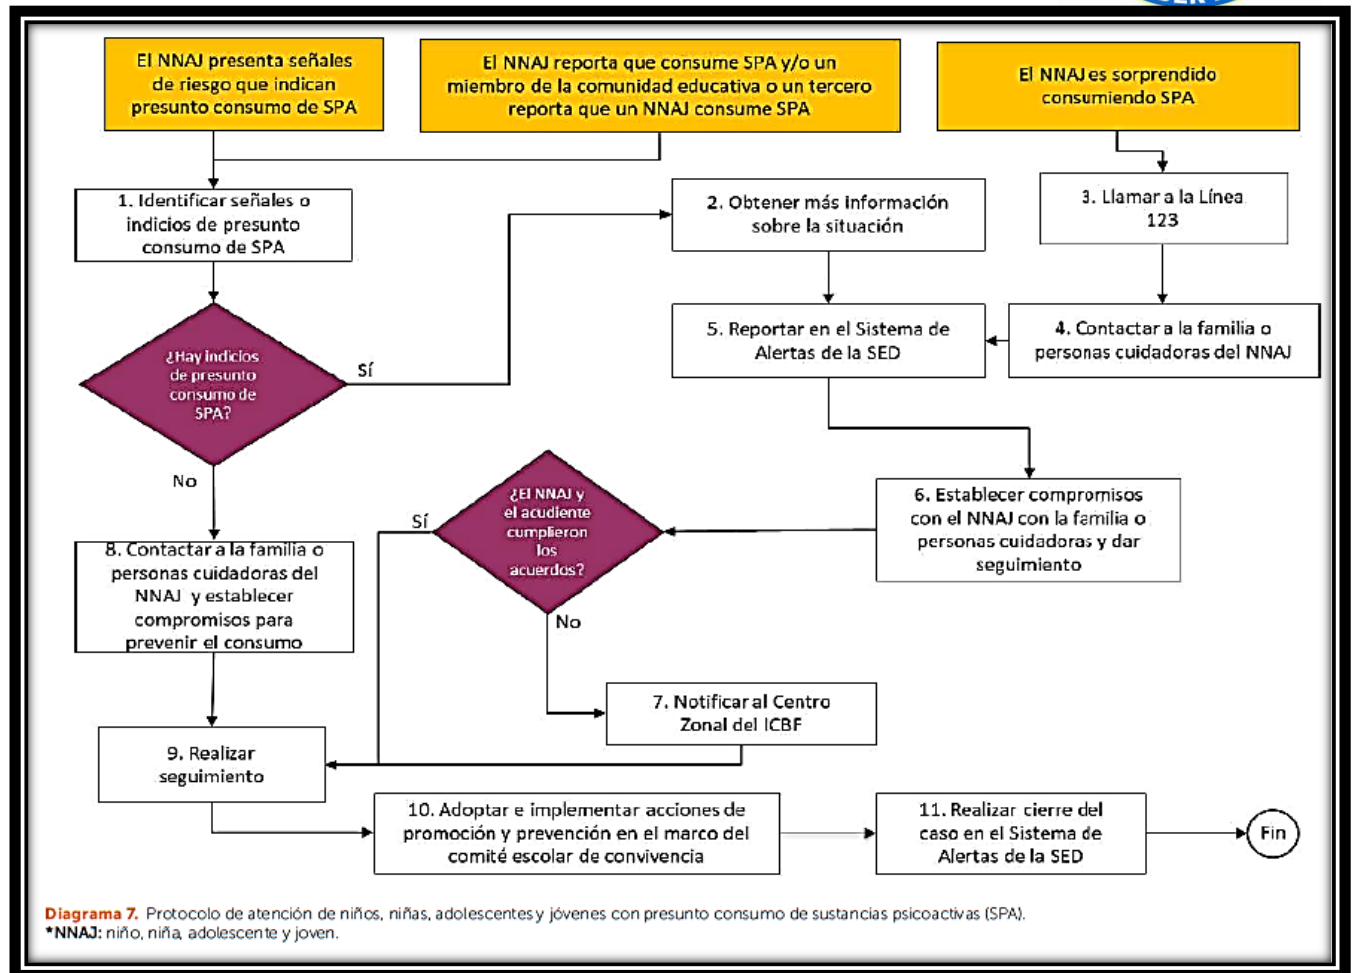 El NNAJ presenta señales
de riesgo que indican
presunto consumo de SPA
El NNAJ reporta que consume SPA y/o un
miembro de la comunidad educativa o un tercero
reporta que un NNAJ consume SPA
El NNAJ es sorprendido
consumiendo SPA
1. Identificar señales o
indicios de presunto
consumo de SPA
2. Obtener más información
sobre la situación
3. Llamar a la Línea
123
¿Hay indicios
de presunto
consumo de
SPA?
Sí
No
5. Reportar en el Sistema de
Alertas de la SED
4. Contactar a la familia o
personas cuidadoras del NNAJ
¿El NNAJ y
el acudiente
cumplieron
los
acuerdos?
Sí
No
6. Establecer compromisos
con el NNAJ con la familia o
personas cuidadoras y dar
seguimiento
8. Contactar a la familia o
personas cuidadoras del
NNAJ y establecer
compromisos para
prevenir el consumo
7. Notificar al Centro
Zonal del ICBF
9. Realizar
seguimiento
10. Adoptar e implementar acciones de
promoción y prevención en el marco del
comité escolar de convivencia
11. Realizar cierre del
caso en el Sistema de
Alertas de la SED
Fin
Diagrama 7. Protocolo de atención de niños, niñas, adolescentes y jóvenes con presunto consumo de sustancias psicoactivas (SPA).
*NNAJ: niño, niña, adolescente y joven.